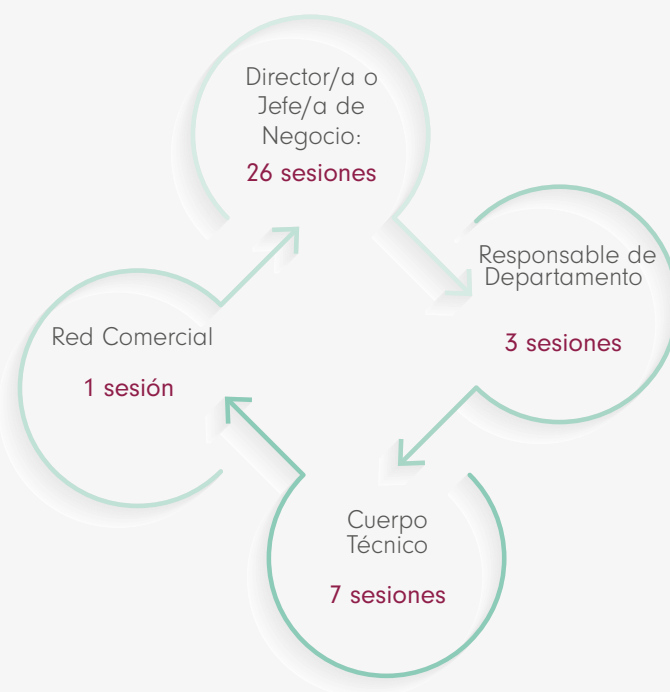 Director/a o
Jefe/a de
Negocio:
26 sesiones
Responsable de
Departamento
3 sesiones
Cuerpo
Técnico
7 sesiones
Red Comercial
1 sesión